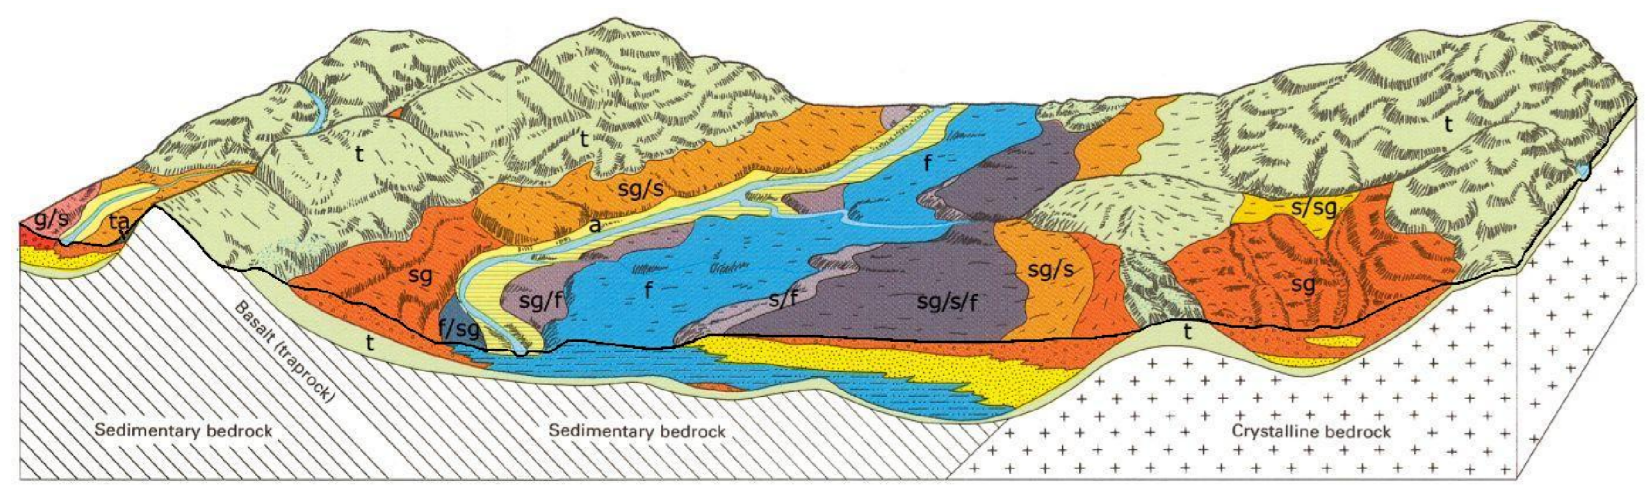 t
t
t
f
g/s
ta
sg/s
s/sg
a
sg
sg/f
f
s/f
sg/s/f
sg/s
sg
f/sg
t
t
Basalt (traprock)
Sedimentary bedrock
Sedimentary bedrock
Crystalline bedrock